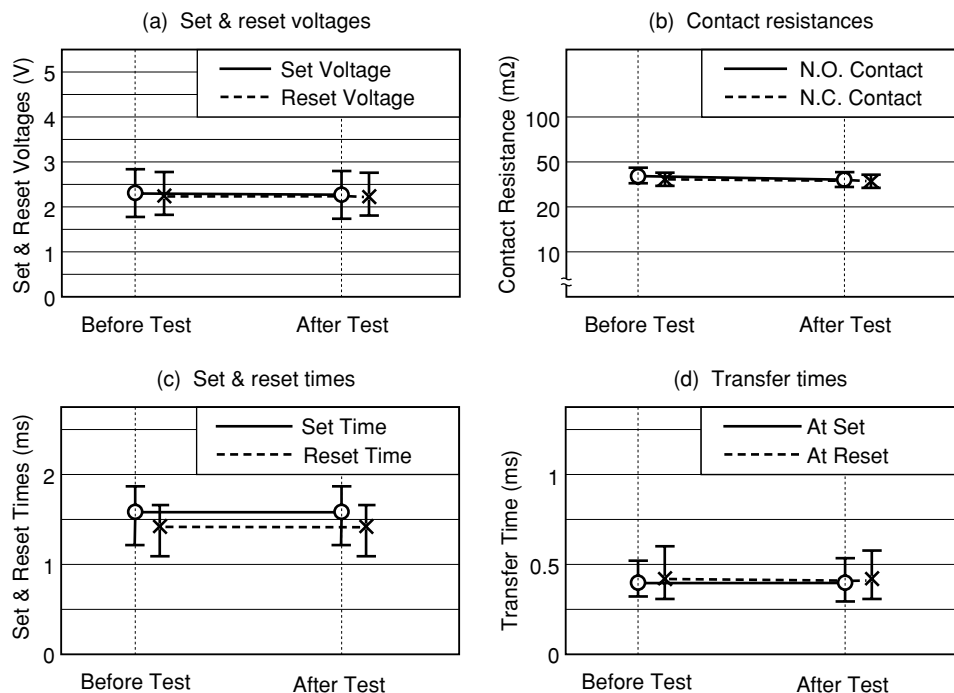 (a) Set & reset voltages
Set & Reset Voltages (V)
5
4
3
2
1
0
Set Voltage
Reset Voltage
Before Test
After Test
(b) Contact resistances
Contact Resistance (mΩ)
100
50
20
10
N.O. Contact
N.C. Contact
Before Test
After Test
(c) Set & reset times
Set & Reset Times (ms)
2
1
0
Set Time
Reset Time
Before Test
After Test
(d) Transfer times
Transfer Time (ms)
1
0.5
0
At Set
At Reset
Before Test
After Test